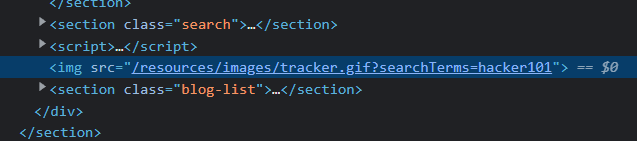 </section>
<section class="search">…</section>
<script>…</script>
<img src="/resources/images/tracker.gif?searchTerms=hacker101"> == $0
<section class="blog-list">…</section>
</div>
</section>